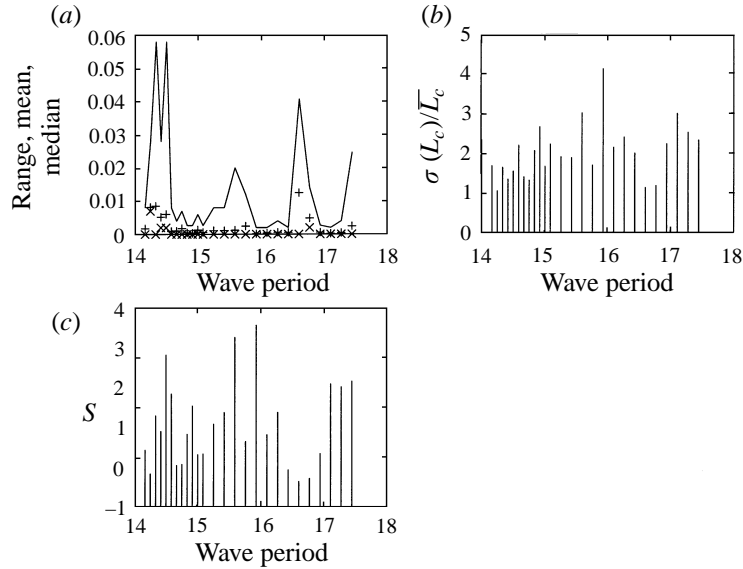 (a)
0.06
0.05
0.04
0.03
0.02
0.01
0
Range, mean,
median
14 15 16 17 18
Wave period
(b)
5
4
3
2
1
0
σ (L_c)/L̅_c
14 15 16 17 18
Wave period
(c)
4
3
2
1
0
−1
S
14 15 16 17 18
Wave period